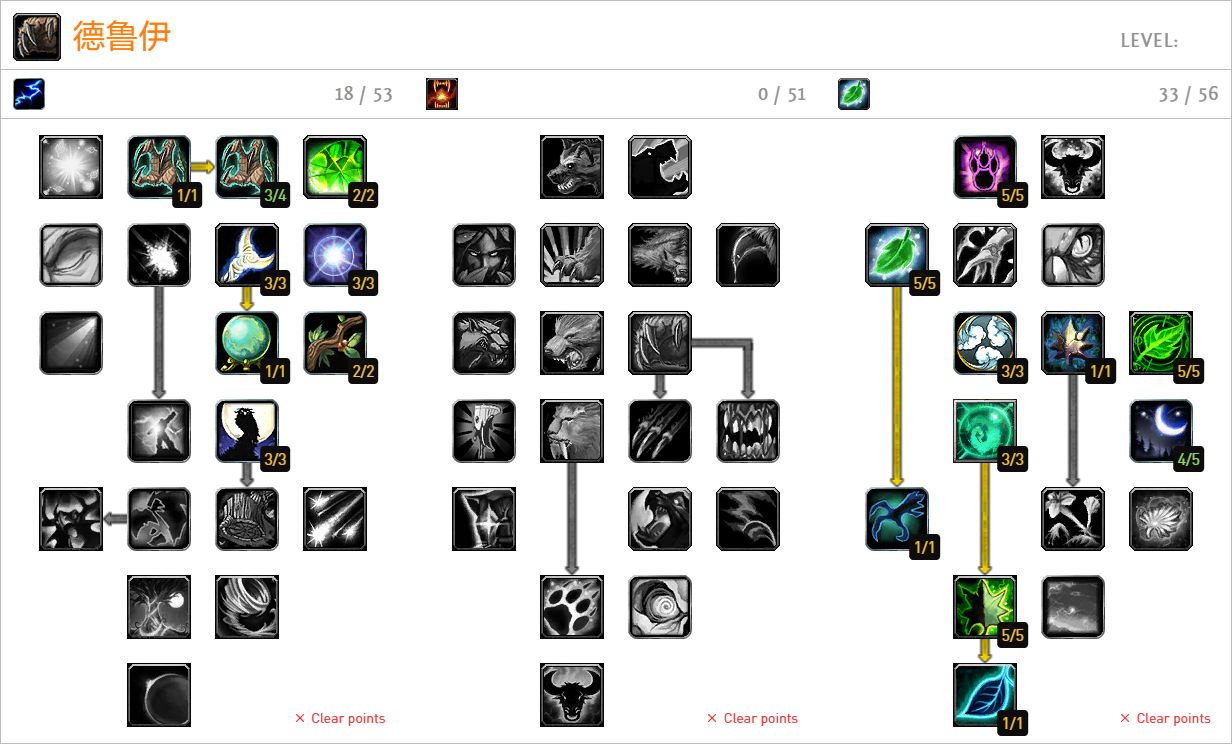 德鲁伊
LEVEL:
18 / 53
0 / 51
33 / 56
1/1
3/4
2/2
5/5
3/3
3/3
5/5
1/1
2/2
3/3
1/1
5/5
3/3
3/3
4/5
1/1
5/5
1/1
× Clear points
× Clear points
× Clear points